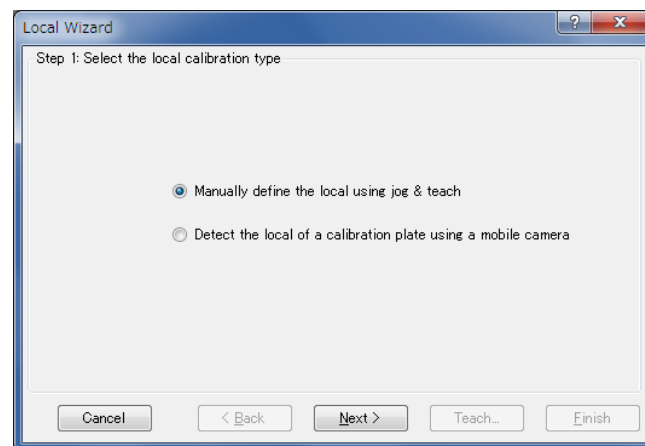 Local Wizard
?
X
Step 1: Select the local calibration type
Manually define the local using jog & teach
Detect the local of a calibration plate using a mobile camera
Cancel
< Back
Next >
Teach...
Finish